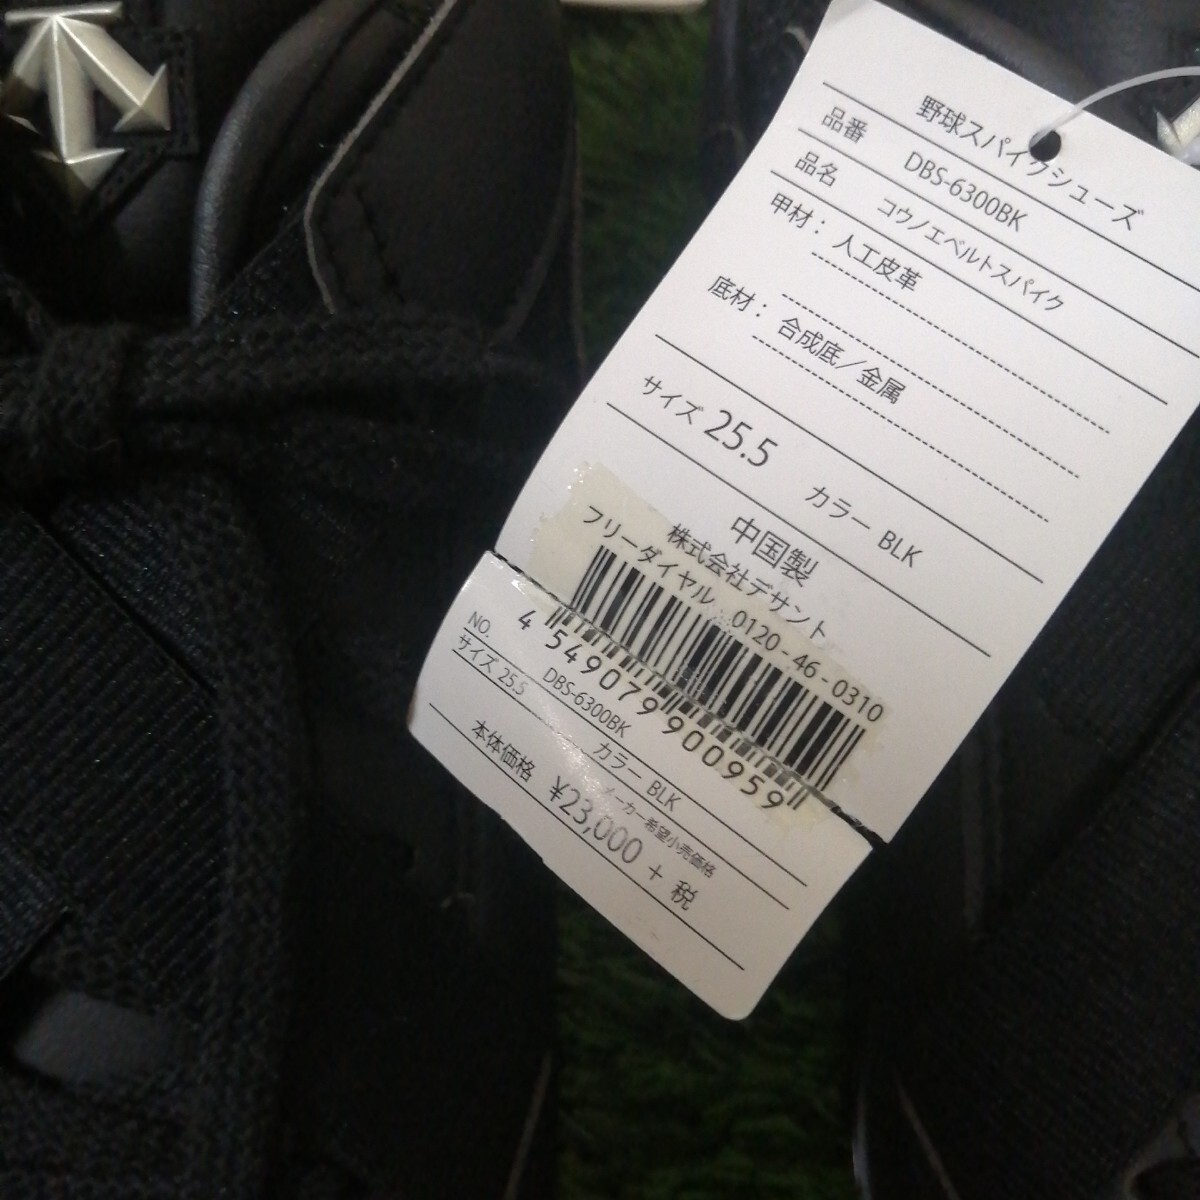 野球スパイクシューズ
品番 DBS-6300BK
品名 コウノエベルトスパイク
甲材： 人工皮革
底材： 合成底／金属
サイズ 25.5 カラー BLK
中国製
株式会社デサント
フリーダイヤル 0120-46-0310
4 549079 900959
NO. DBS-6300BK
サイズ 25.5 カラー BLK
メーカー希望小売価格
本体価格 ¥23,000 + 税